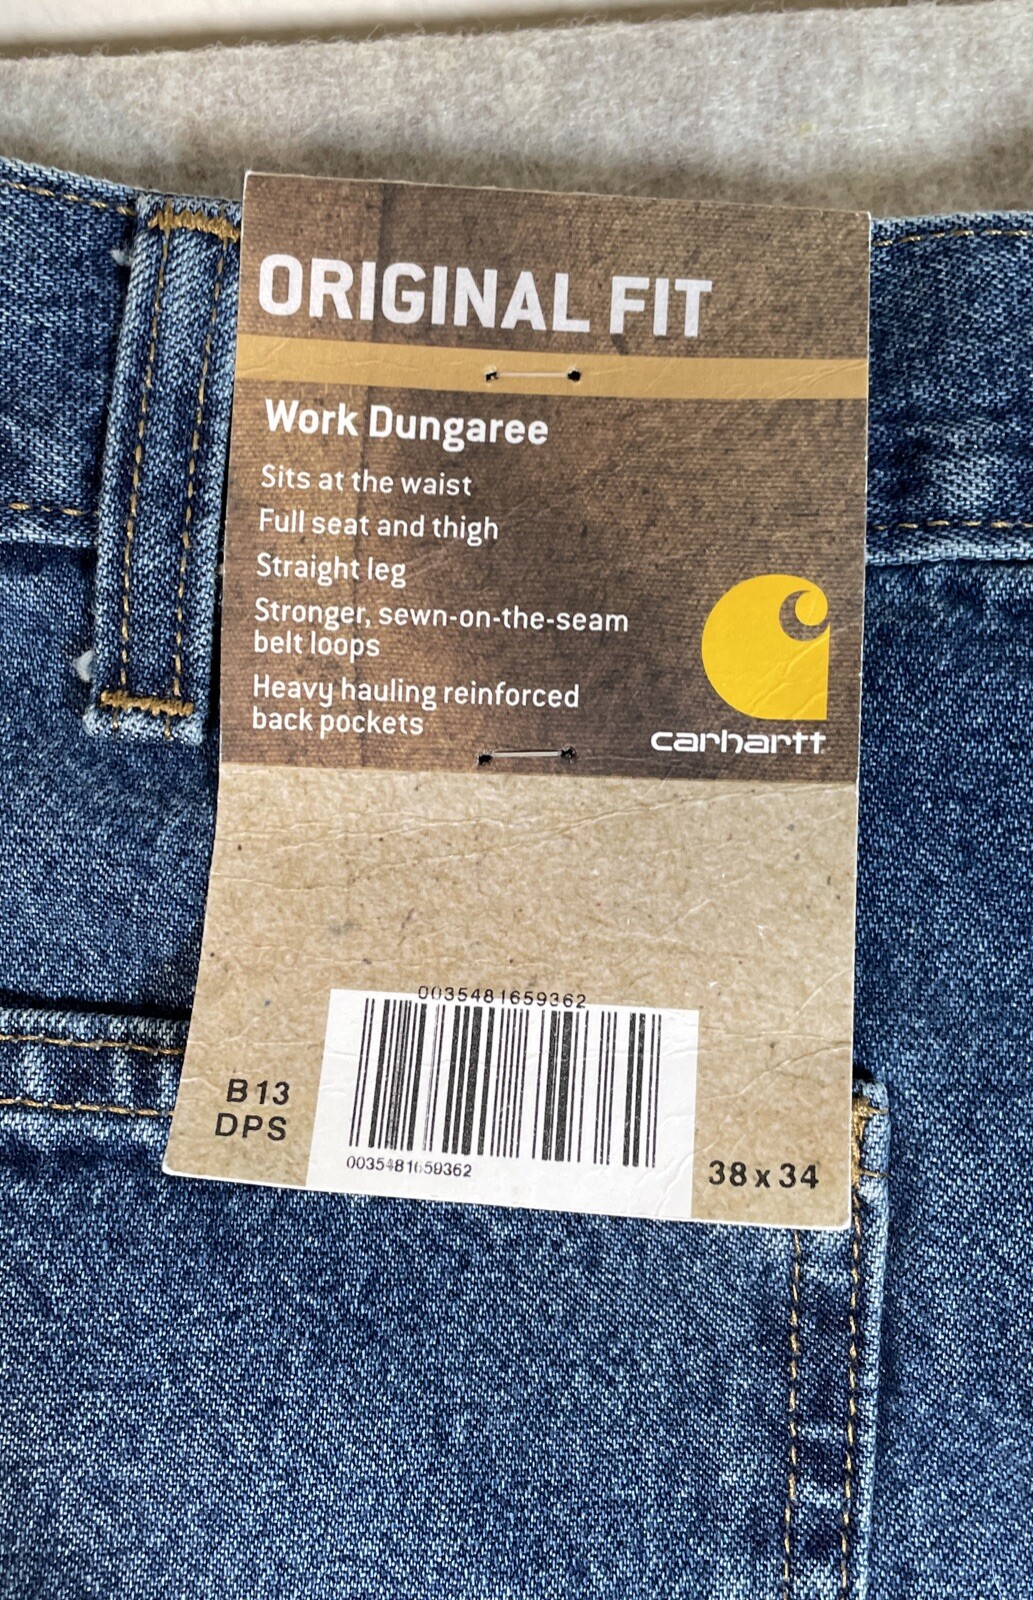 ORIGINAL FIT
Work Dungaree
Sits at the waist
Full seat and thigh
Straight leg
Stronger, sewn-on-the-seam
belt loops
Heavy hauling reinforced
back pockets
carhartt
0035481659362
B13
DPS
0035481659362
38 x 34